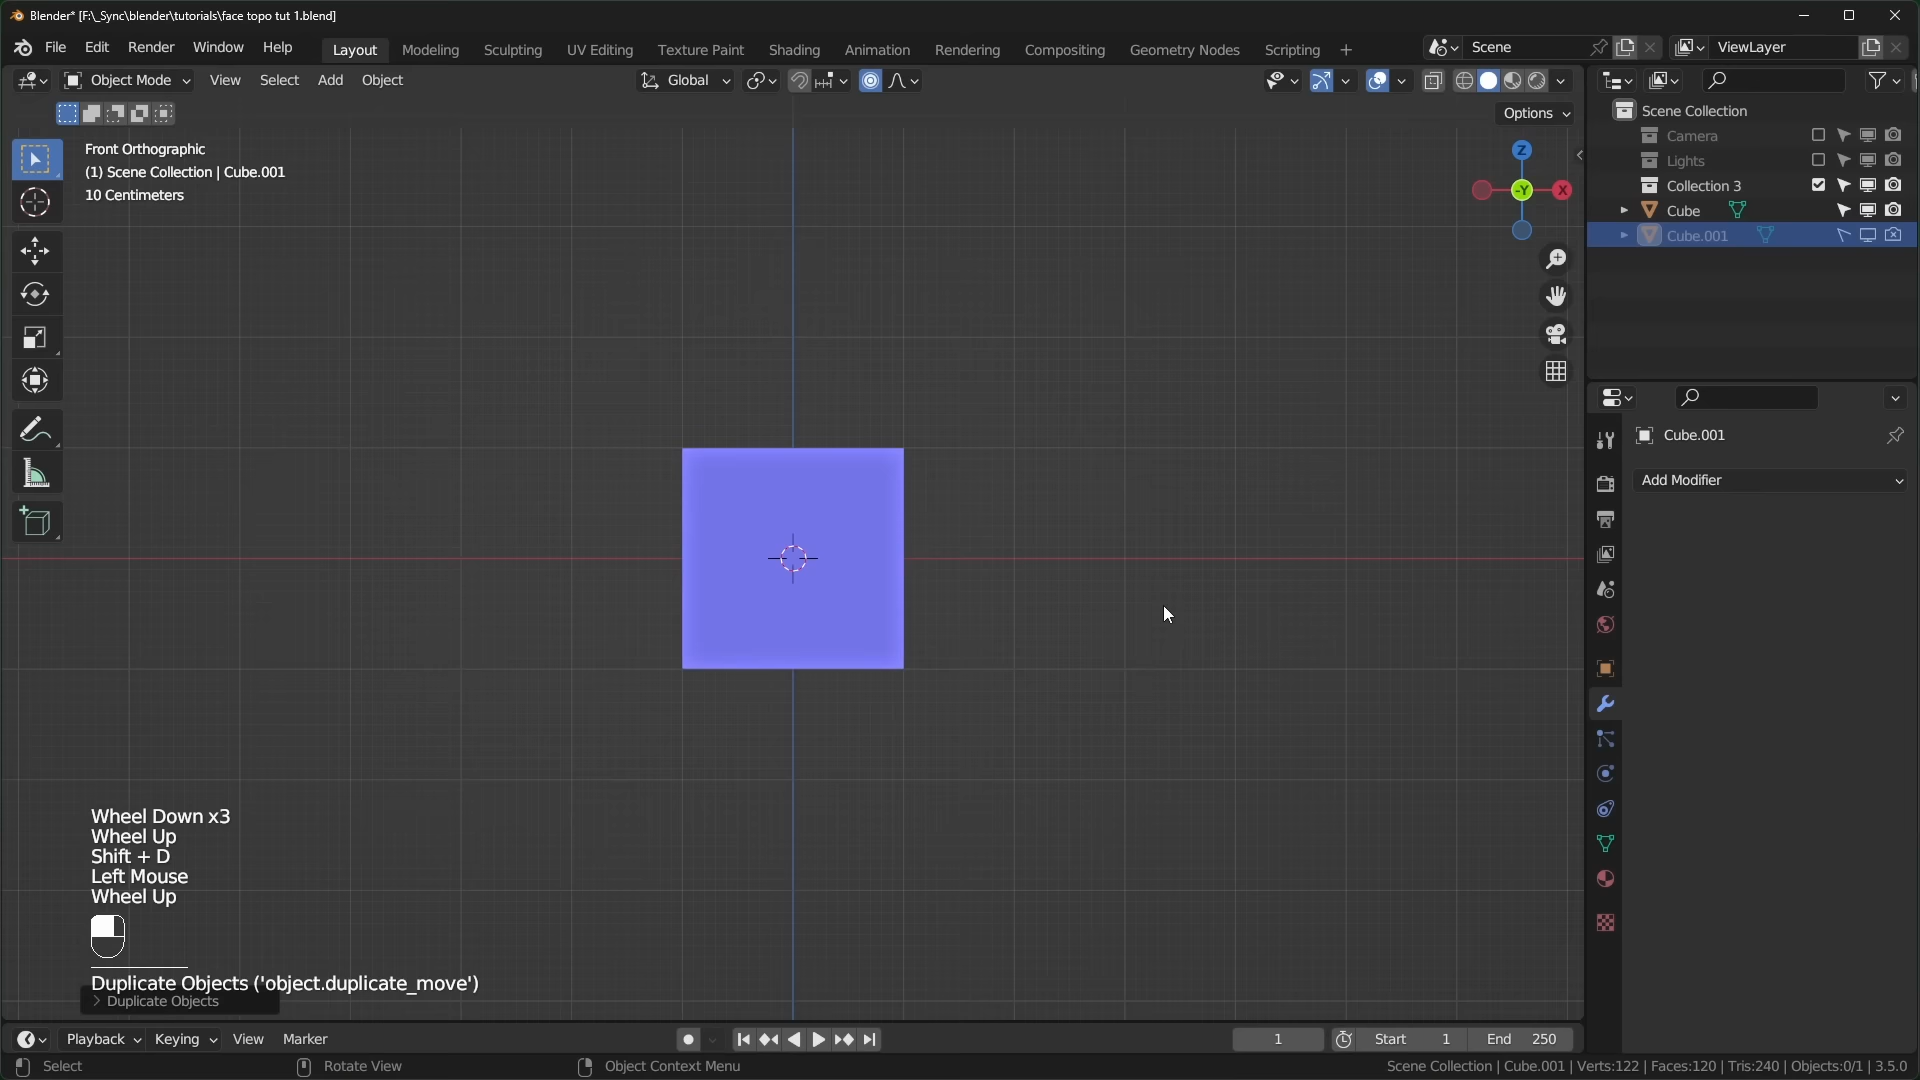 Blender* [F:\_Sync\blender\tutorials\face topo tut 1.blend]
File Edit Render Window Help
Layout Modeling Sculpting UV Editing Texture Paint Shading Animation Rendering Compositing Geometry Nodes Scripting +
Scene
ViewLayer
Object Mode View Select Add Object
Global
Options
Front Orthographic
(1) Scene Collection | Cube.001
10 Centimeters
Z
-Y
X
Scene Collection
Camera
Lights
Collection 3
Cube
Cube.001
Cube.001
Add Modifier
Wheel Down x3
Wheel Up
Shift + D
Left Mouse
Wheel Up
Duplicate Objects ('object.duplicate_move')
> Duplicate Objects
Playback Keying View Marker
1
Start 1
End 250
Select
Rotate View
Object Context Menu
Scene Collection | Cube.001 | Verts:122 | Faces:120 | Tris:240 | Objects:0/1 | 3.5.0